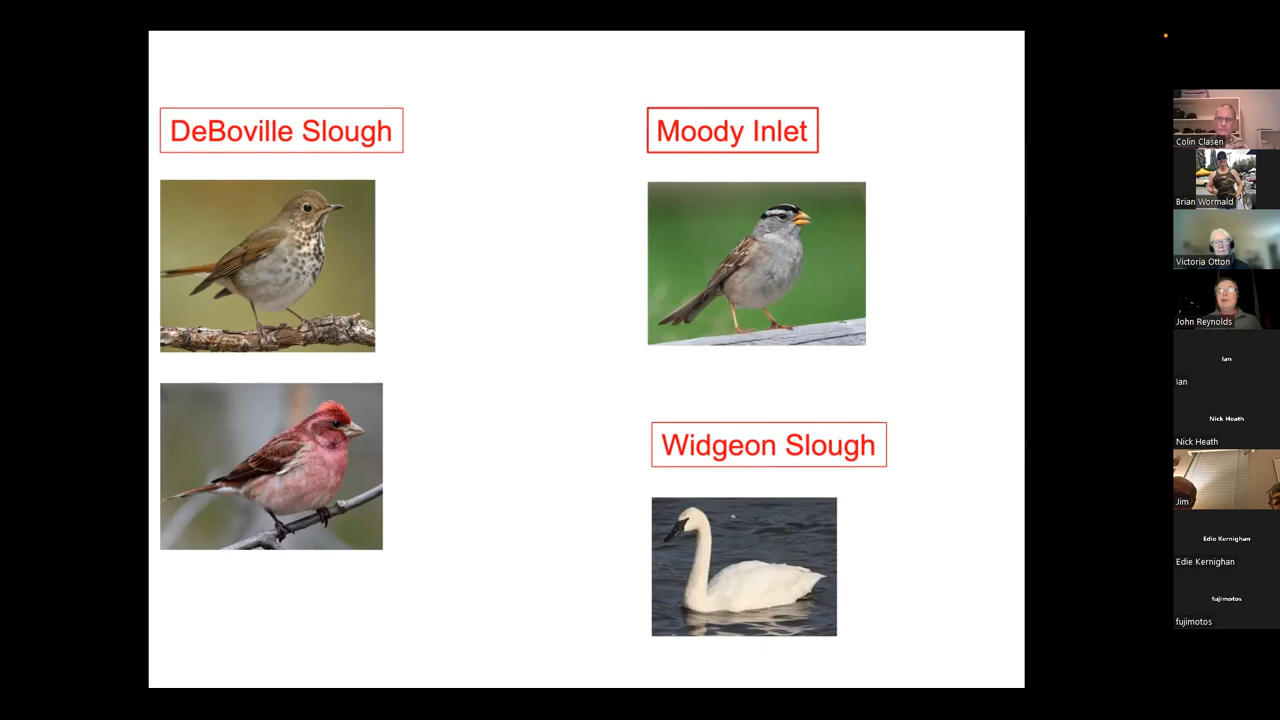 DeBoville Slough
Moody Inlet
Widgeon Slough
Colin Clasen
Brian Wormald
Victoria Otton
John Reynolds
Ian
Ian
Nick Heath
Nick Heath
Jim
Edie Kernighan
Edie Kernighan
fujimotos
fujimotos